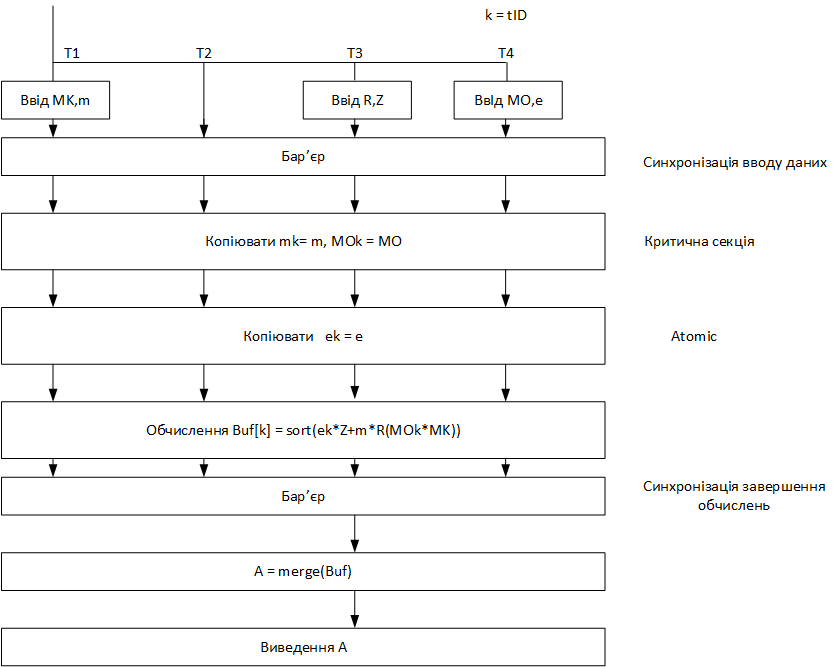 k = tID
T1
T2
T3
T4
Ввід MK,m
Ввід R,Z
ВвІд MO,e
Бар’єр
Синхронізація вводу даних
Копіювати mk= m, MOk = MO
Критична секція
Копіювати ek = e
Atomic
Обчислення Buf[k] = sort(ek*Z+m*R(MOk*MK))
Бар’єр
Синхронізація завершення
обчислень
A = merge(Buf)
Виведення А